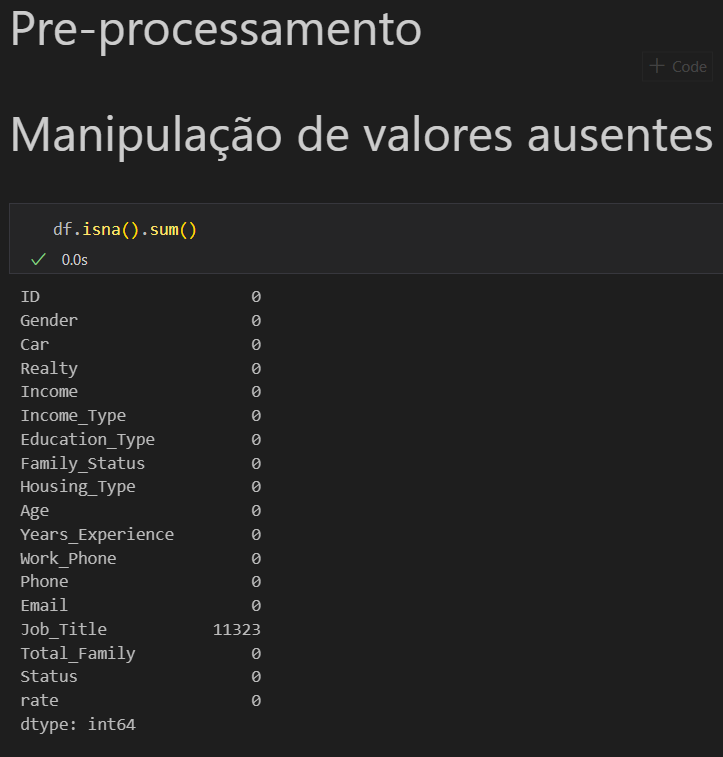 Pre-processamento
+ Code
Manipulação de valores ausentes
df.isna().sum()
0.0s
ID 0
Gender 0
Car 0
Realty 0
Income 0
Income_Type 0
Education_Type 0
Family_Status 0
Housing_Type 0
Age 0
Years_Experience 0
Work_Phone 0
Phone 0
Email 0
Job_Title 11323
Total_Family 0
Status 0
rate 0
dtype: int64